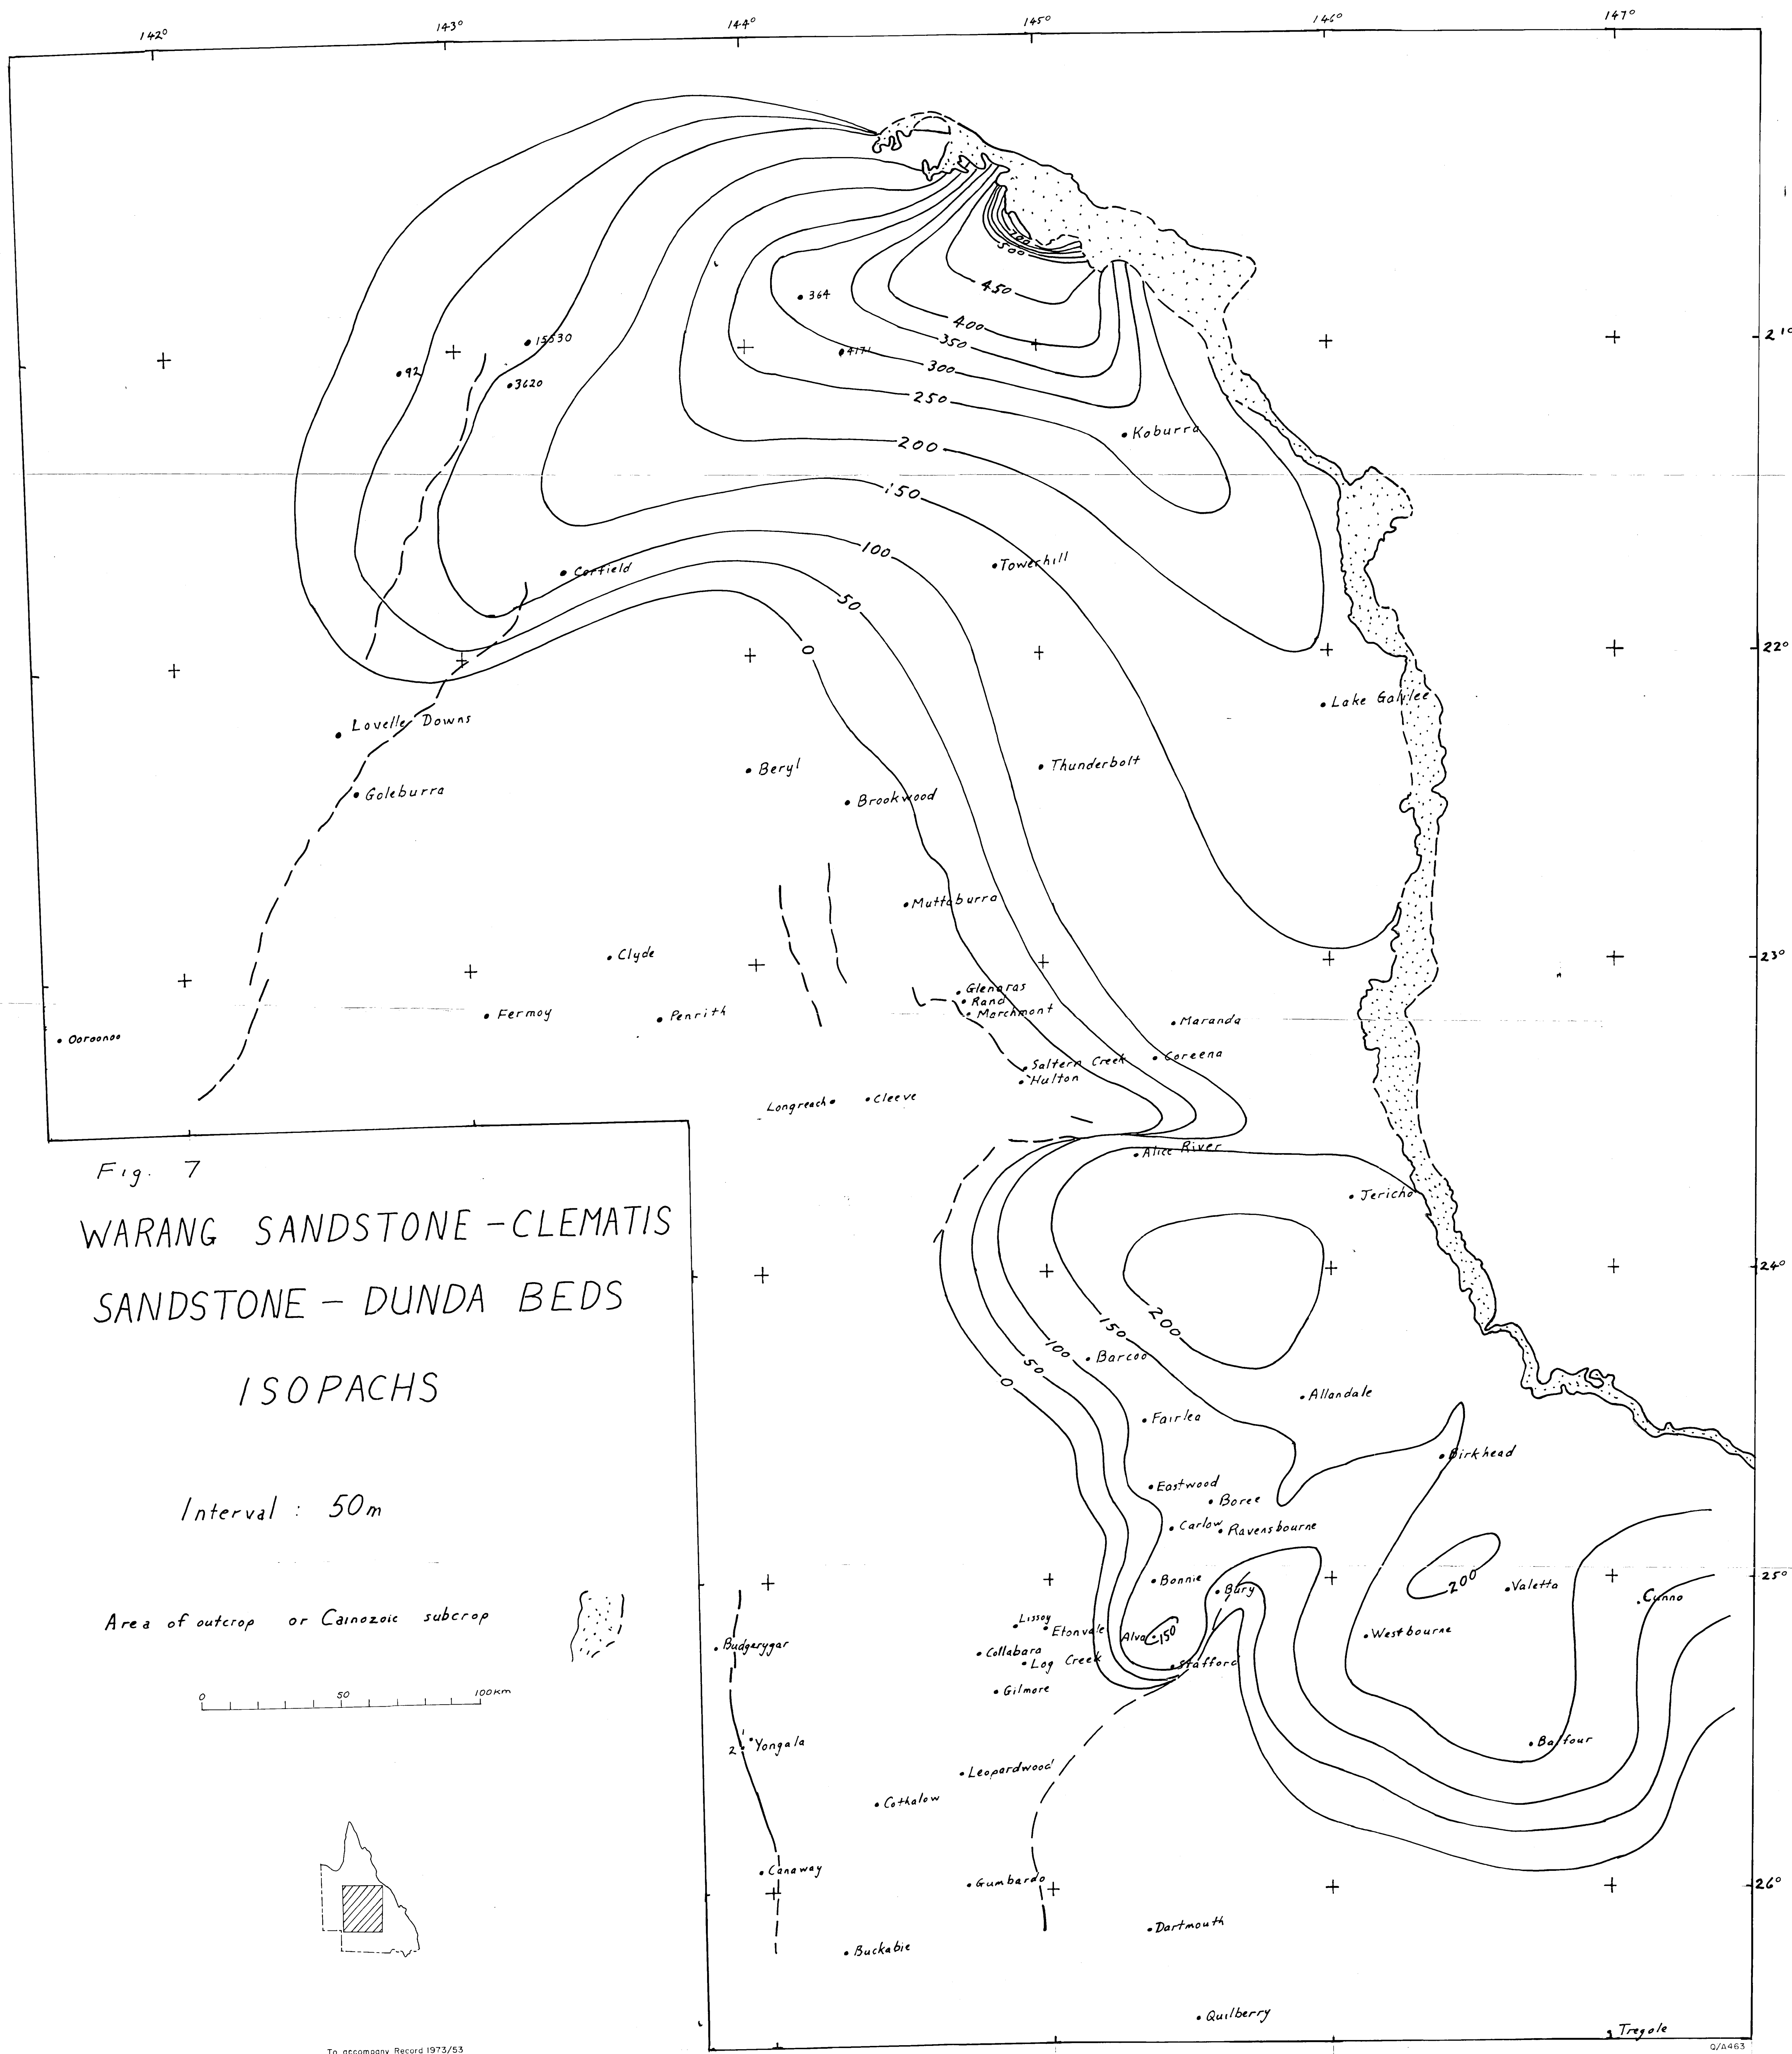 142°
143°
144°
145°
146°
147°
500
450
364
400
21°
15530
350
4171
92
300
3620
250
Koburra
200
150
100
Towerhill
Corfield
50
0
22°
Lake Galilee
Lovelle Downs
Beryl
Thunderbolt
Goleburra
Brookwood
Muttaburra
Clyde
23°
Glenaras
Rand
Marchmont
Fermoy
Penrith
Maranda
Ooroonoo
Saltern Creek
Coreena
Hulton
Longreach
Cleeve
Alice River
Jericho
Fig. 7
WARANG SANDSTONE - CLEMATIS
SANDSTONE - DUNDA BEDS
ISOPACHS
24°
200
150
100
Barcoo
50
0
Allandale
Fairlea
Birkhead
Eastwood
Boree
Carlow
Ravensbourne
Interval : 50m
25°
Bonnie
Bury
200
Valetta
Cunno
Area of outcrop or Cainozoic subcrop
Lissoy
Etonvale
Alva
150
Westbourne
Budgerygar
Collabara
Log Creek
Stafford
Gilmore
0 50 100km
2
Yongala
Balfour
Leopardwood
Cothalow
Canaway
Gumbardo
26°
Dartmouth
Buckabie
Quilberry
Tregole
To accompany Record 1973/53
Q/A463